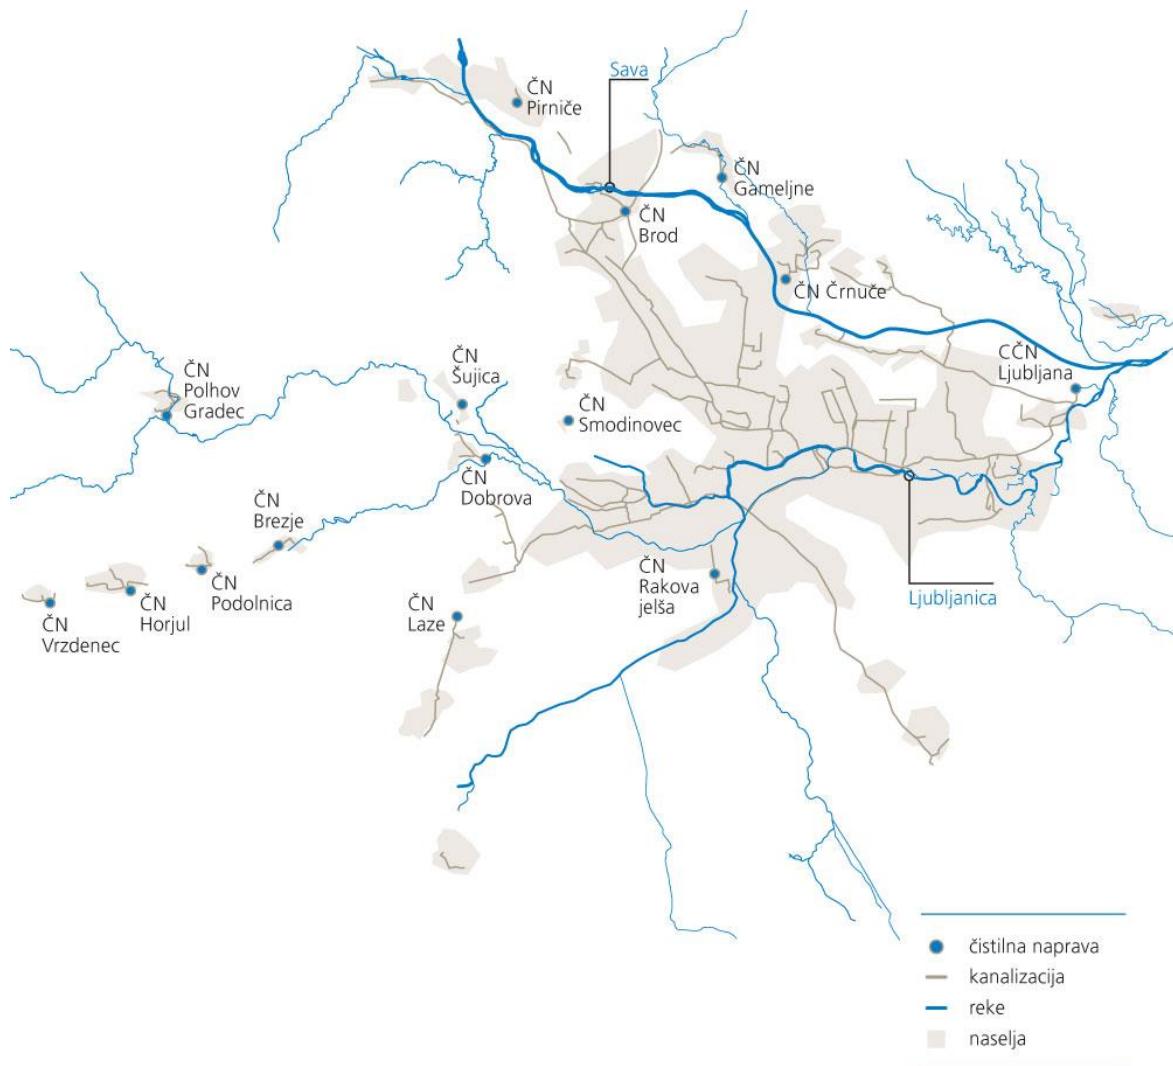 Sava
ČN
Pirniče
ČN
Gameljne
ČN
Brod
ČN Črnuče
CČN
Ljubljana
ČN
Polhov
Gradec
ČN
Šujica
ČN
Smodinovec
ČN
Dobrova
ČN
Brezje
ČN
Podolnica
ČN
Horjul
ČN
Vrzdenec
ČN
Laze
ČN
Rakova
jelša
Ljubljanica
čistilna naprava
kanalizacija
reke
naselja